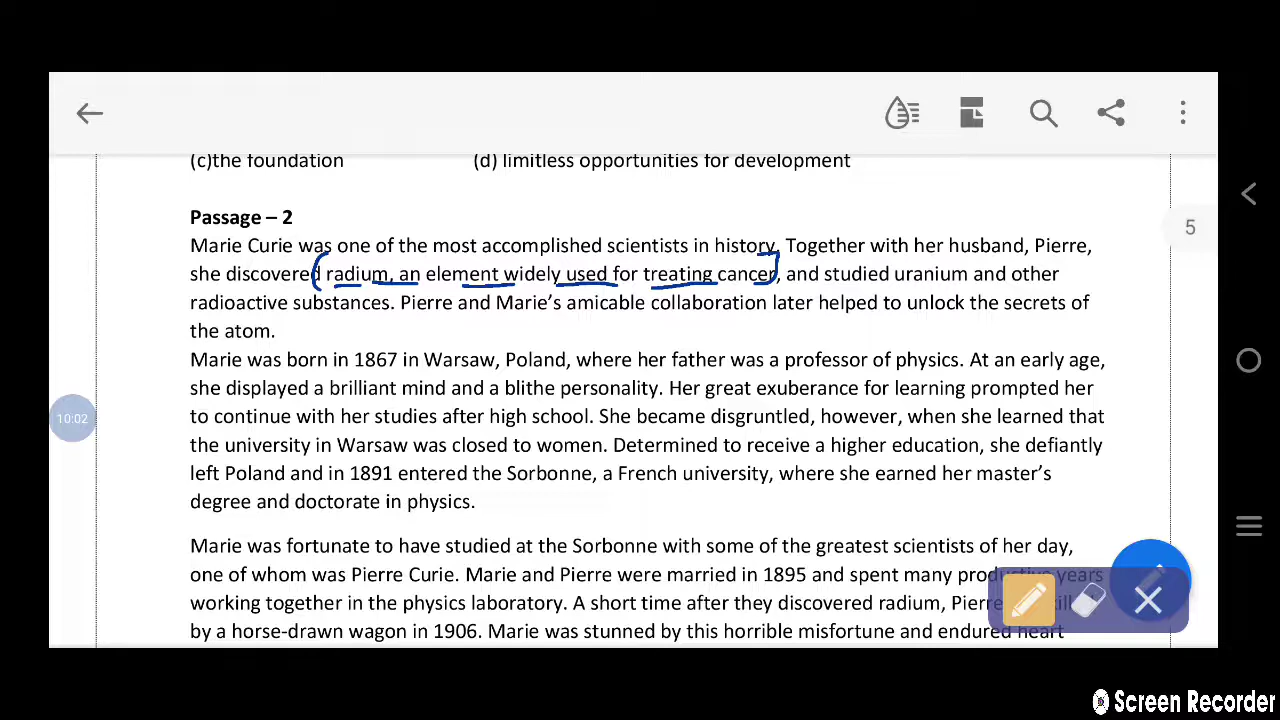 (c)the foundation (d) limitless opportunities for development
Passage – 2
5
Marie Curie was one of the most accomplished scientists in history. Together with her husband, Pierre,
she discovered radium, an element widely used for treating cancer, and studied uranium and other
radioactive substances. Pierre and Marie's amicable collaboration later helped to unlock the secrets of
the atom.
Marie was born in 1867 in Warsaw, Poland, where her father was a professor of physics. At an early age,
she displayed a brilliant mind and a blithe personality. Her great exuberance for learning prompted her
to continue with her studies after high school. She became disgruntled, however, when she learned that
10:02
the university in Warsaw was closed to women. Determined to receive a higher education, she defiantly
left Poland and in 1891 entered the Sorbonne, a French university, where she earned her master's
degree and doctorate in physics.
Marie was fortunate to have studied at the Sorbonne with some of the greatest scientists of her day,
one of whom was Pierre Curie. Marie and Pierre were married in 1895 and spent many productive years
working together in the physics laboratory. A short time after they discovered radium, Pierre
by a horse-drawn wagon in 1906. Marie was stunned by this horrible misfortune and endured heart
Screen Recorder